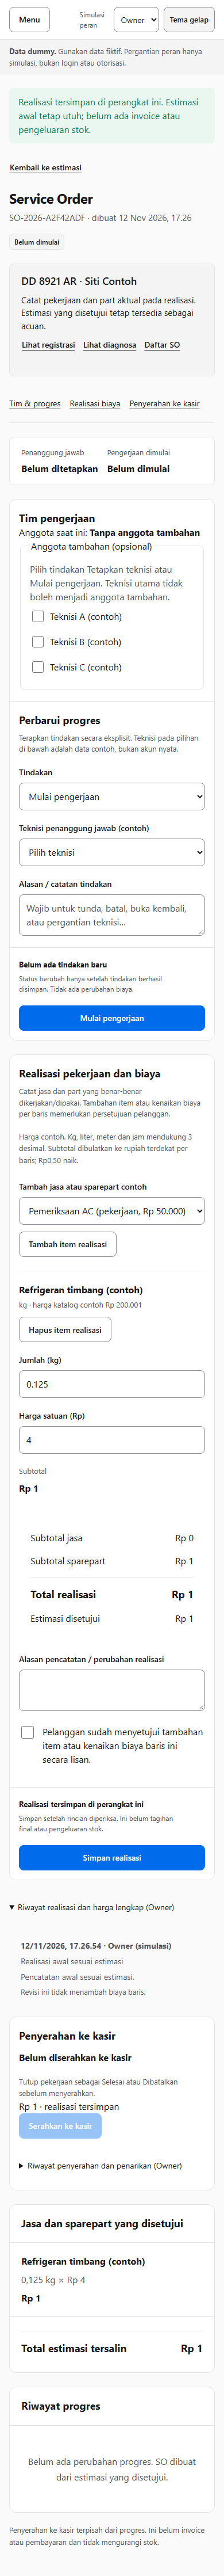 Menu
Simulasi peran
Owner
Tema gelap
Data dummy. Gunakan data fiktif. Pergantian peran hanya
simulasi, bukan login atau otorisasi.
Realisasi tersimpan di perangkat ini. Estimasi
awal tetap utuh; belum ada invoice atau
pengeluaran stok.
Kembali ke estimasi
Service Order
SO-2026-A2F42ADF · dibuat 12 Nov 2026, 17.26
Belum dimulai
DD 8921 AR · Siti Contoh
Catat pekerjaan dan part aktual pada realisasi.
Estimasi yang disetujui tetap tersedia sebagai
acuan.
Lihat registrasi Lihat diagnosa Daftar SO
Tim & progres Realisasi biaya Penyerahan ke kasir
Penanggung jawab
Belum ditetapkan
Pengerjaan dimulai
Belum dimulai
Tim pengerjaan
Anggota saat ini: Tanpa anggota tambahan
Anggota tambahan (opsional)
Pilih tindakan Tetapkan teknisi atau
Mulai pengerjaan. Teknisi utama tidak
boleh menjadi anggota tambahan.
Teknisi A (contoh)
Teknisi B (contoh)
Teknisi C (contoh)
Perbarui progres
Terapkan tindakan secara eksplisit. Teknisi pada pilihan
di bawah adalah data contoh, bukan akun nyata.
Tindakan
Mulai pengerjaan
Teknisi penanggung jawab (contoh)
Pilih teknisi
Alasan / catatan tindakan
Wajib untuk tunda, batal, buka kembali,
atau pergantian teknisi...
Belum ada tindakan baru
Status berubah hanya setelah tindakan berhasil
disimpan. Tidak ada perubahan biaya.
Mulai pengerjaan
Realisasi pekerjaan dan biaya
Catat jasa dan part yang benar-benar
dikerjakan/dipakai. Tambahan item atau kenaikan biaya
per baris memerlukan persetujuan pelanggan.
Harga contoh. Kg, liter, meter dan jam mendukung 3
desimal. Subtotal dibulatkan ke rupiah terdekat per
baris; Rp0,50 naik.
Tambah jasa atau sparepart contoh
Pemeriksaan AC (pekerjaan, Rp 50.000)
Tambah item realisasi
Refrigeran timbang (contoh)
kg · harga katalog contoh Rp 200.001
Hapus item realisasi
Jumlah (kg)
0.125
Harga satuan (Rp)
4
Subtotal
Rp 1
Subtotal jasa Rp 0
Subtotal sparepart Rp 1
Total realisasi Rp 1
Estimasi disetujui Rp 1
Alasan pencatatan / perubahan realisasi
Pelanggan sudah menyetujui tambahan
item atau kenaikan biaya baris ini
secara lisan.
Realisasi tersimpan di perangkat ini
Simpan setelah rincian diperiksa. Ini belum tagihan
final atau pengeluaran stok.
Simpan realisasi
Riwayat realisasi dan harga lengkap (Owner)
12/11/2026, 17.26.54 · Owner (simulasi)
Realisasi awal sesuai estimasi
Pencatatan awal sesuai estimasi.
Revisi ini tidak menambah biaya baris.
Penyerahan ke kasir
Belum diserahkan ke kasir
Tutup pekerjaan sebagai Selesai atau Dibatalkan
sebelum menyerahkan.
Rp 1 · realisasi tersimpan
Serahkan ke kasir
Riwayat penyerahan dan penarikan (Owner)
Jasa dan sparepart yang disetujui
Refrigeran timbang (contoh)
0,125 kg × Rp 4
Rp 1
Total estimasi tersalin Rp 1
Riwayat progres
Belum ada perubahan progres. SO dibuat
dari estimasi yang disetujui.
Penyerahan ke kasir terpisah dari progres. Ini belum invoice
atau pembayaran dan tidak mengurangi stok.